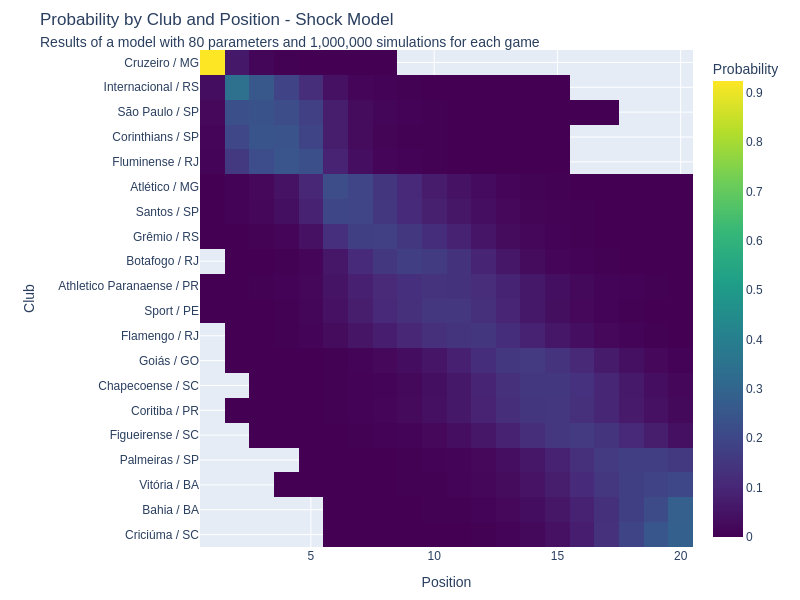 Probability by Club and Position - Shock Model
Results of a model with 80 parameters and 1,000,000 simulations for each game
Probability
Club
Cruzeiro / MG
Internacional / RS
São Paulo / SP
Corinthians / SP
Fluminense / RJ
Atlético / MG
Santos / SP
Grêmio / RS
Botafogo / RJ
Athletico Paranaense / PR
Sport / PE
Flamengo / RJ
Goiás / GO
Chapecoense / SC
Coritiba / PR
Figueirense / SC
Palmeiras / SP
Vitória / BA
Bahia / BA
Criciúma / SC
0.9
0.8
0.7
0.6
0.5
0.4
0.3
0.2
0.1
0
5 10 15 20
Position